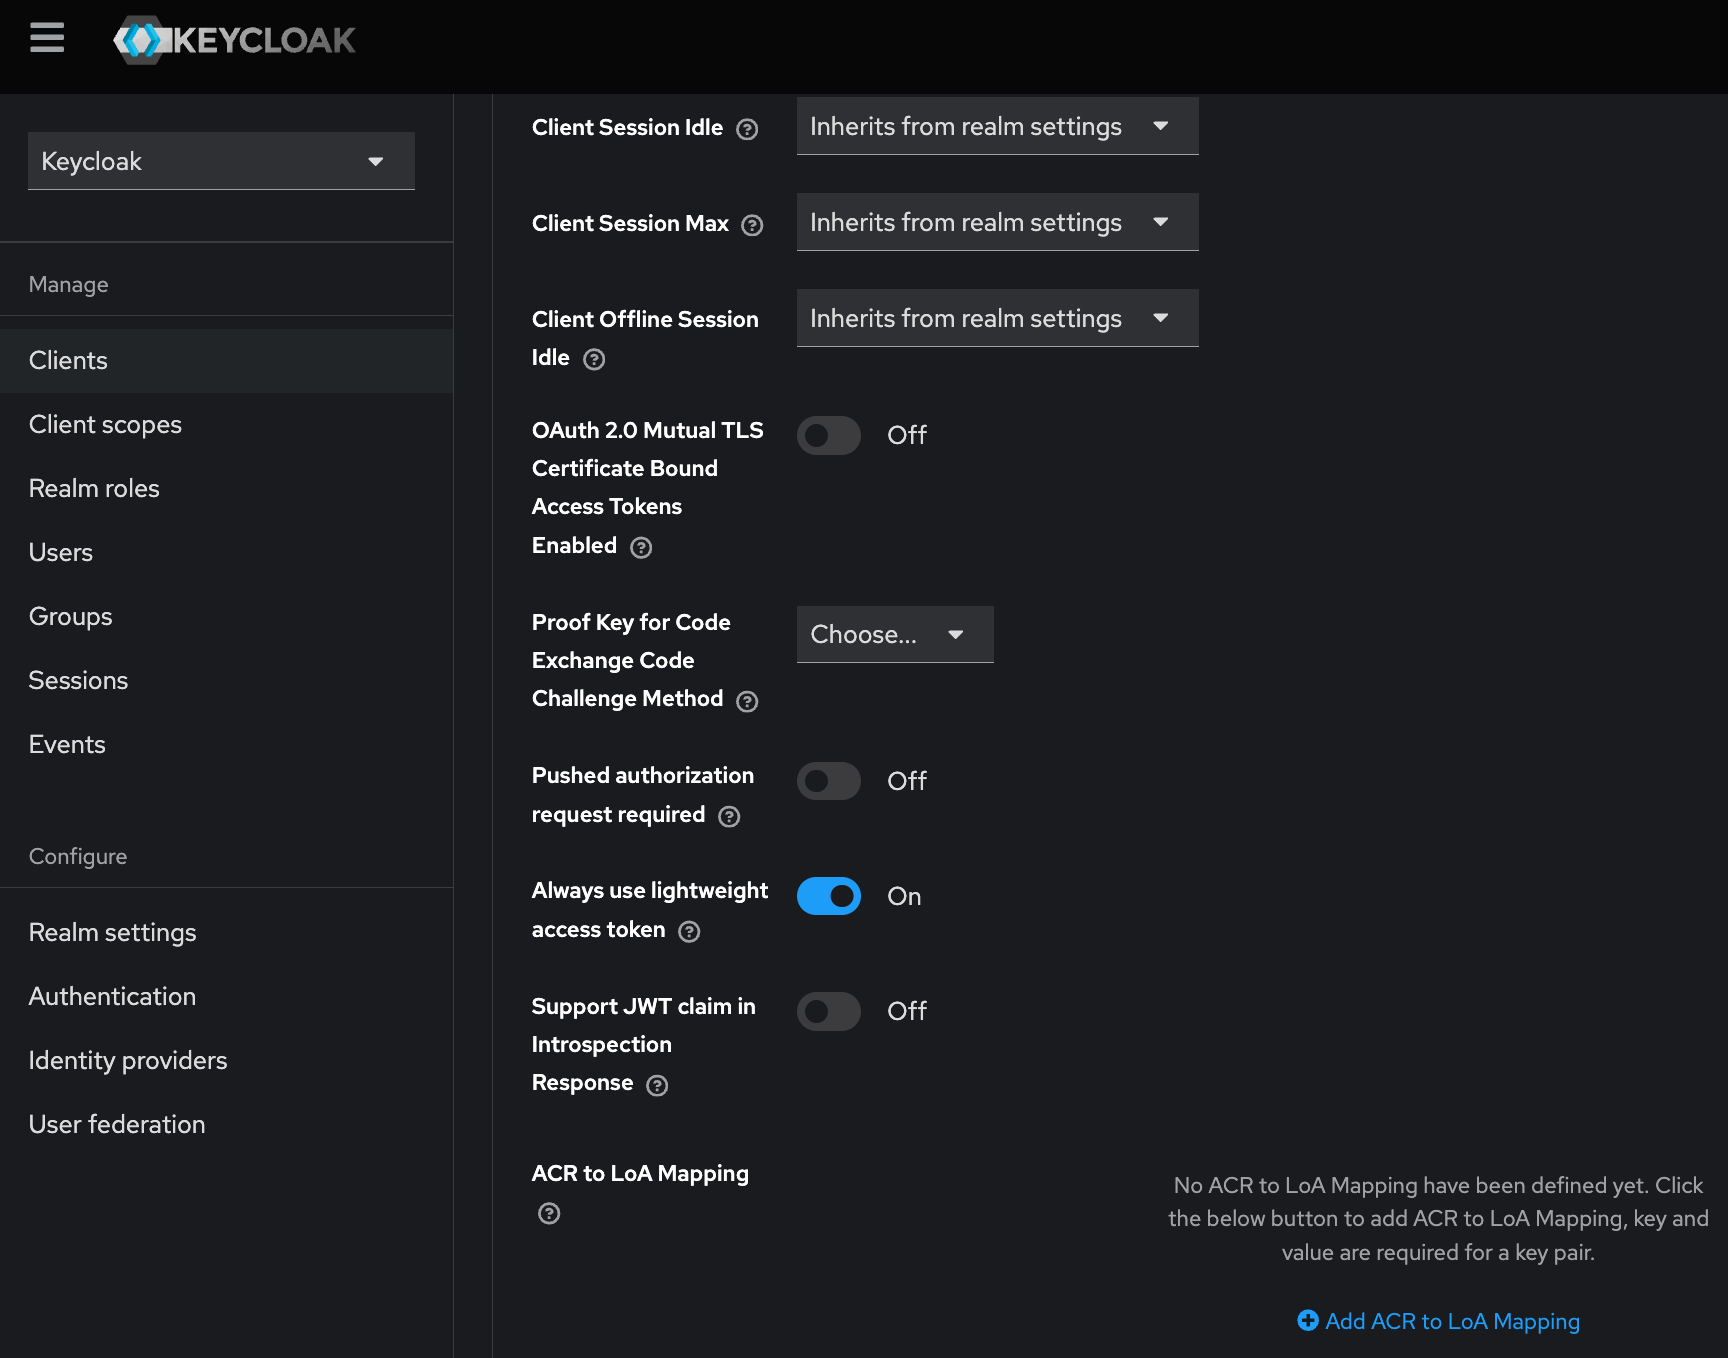 KEYCLOAK
Keycloak
Manage
Clients
Client scopes
Realm roles
Users
Groups
Sessions
Events
Configure
Realm settings
Authentication
Identity providers
User federation
Client Session Idle
Inherits from realm settings
Client Session Max
Inherits from realm settings
Client Offline Session
Idle
Inherits from realm settings
OAuth 2.0 Mutual TLS
Certificate Bound
Access Tokens
Enabled
Off
Proof Key for Code
Exchange Code
Challenge Method
Choose...
Pushed authorization
request required
Off
Always use lightweight
access token
On
Support JWT claim in
Introspection
Response
Off
ACR to LoA Mapping
No ACR to LoA Mapping have been defined yet. Click
the below button to add ACR to LoA Mapping, key and
value are required for a key pair.
Add ACR to LoA Mapping